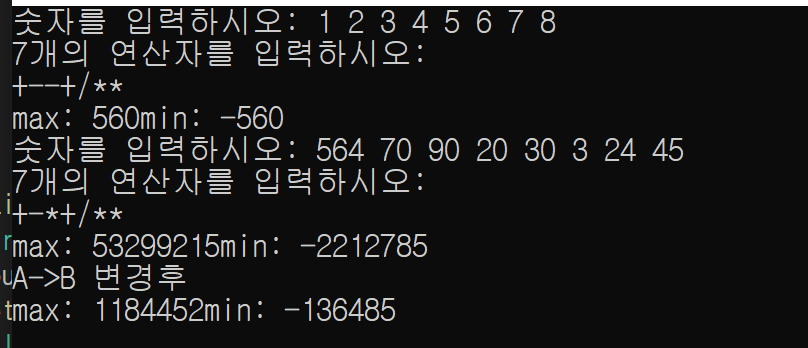 숫자를 입력하시오: 1 2 3 4 5 6 7 8
7개의 연산자를 입력하시오:
+--+/**
max: 560min: -560
숫자를 입력하시오: 564 70 90 20 30 3 24 45
7개의 연산자를 입력하시오:
+-*+/**
max: 53299215min: -2212785
A->B 변경후
max: 1184452min: -136485